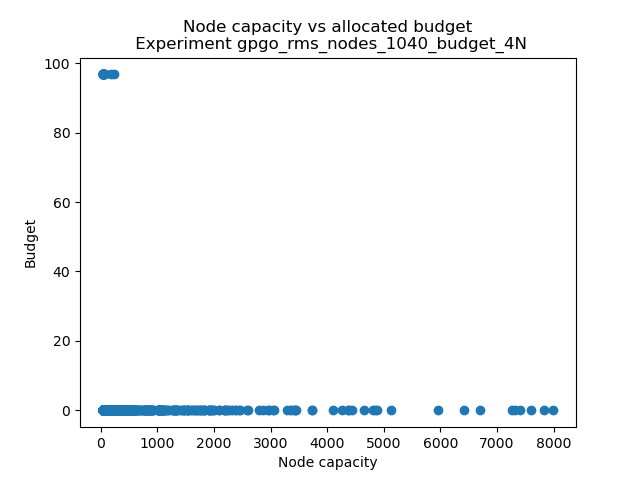 Node capacity vs allocated budget
Experiment gpgo_rms_nodes_1040_budget_4N
100
80
60
40
20
0
Budget
0 1000 2000 3000 4000 5000 6000 7000 8000
Node capacity